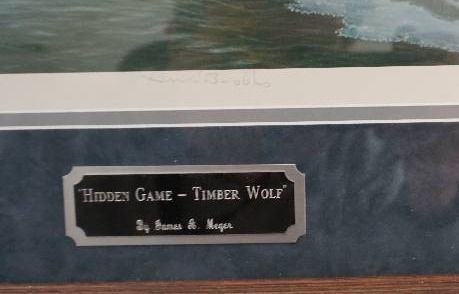 "HIDDEN GAME – TIMBER WOLF"
By James A. Meger